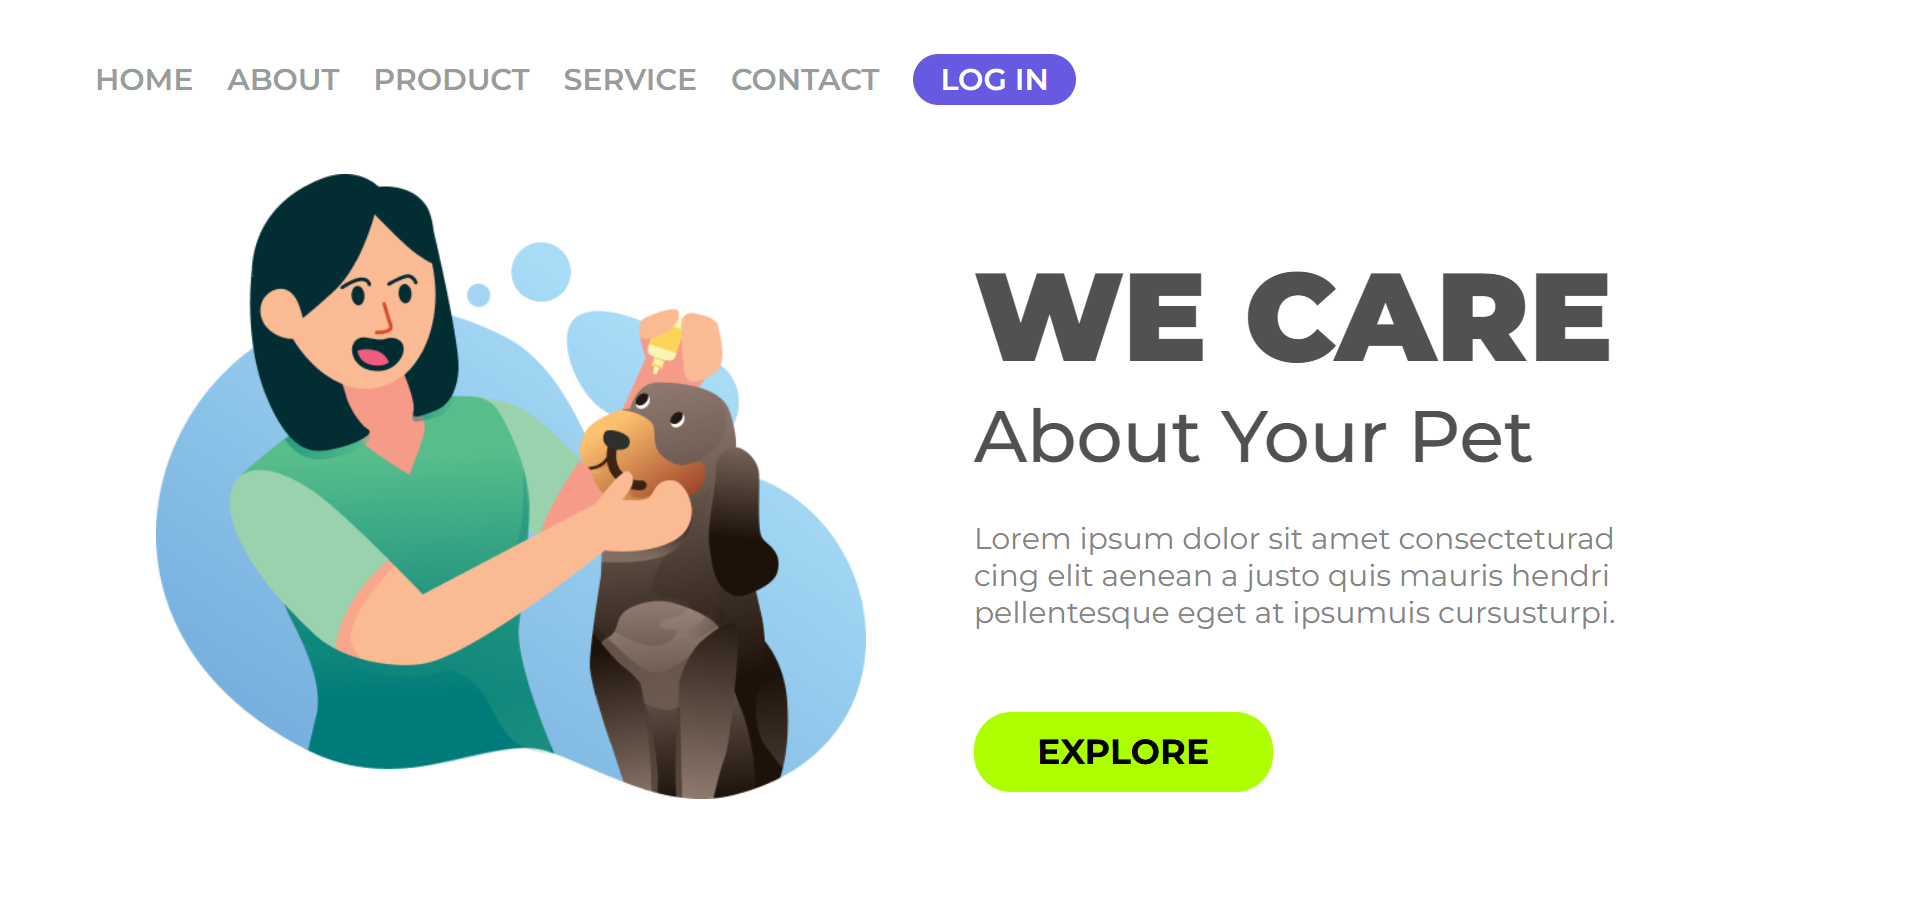 HOME ABOUT PRODUCT SERVICE CONTACT LOG IN
WE CARE
About Your Pet
Lorem ipsum dolor sit amet consecteturad
cing elit aenean a justo quis mauris hendri
pellentesque eget at ipsumuis cursusturpi.
EXPLORE